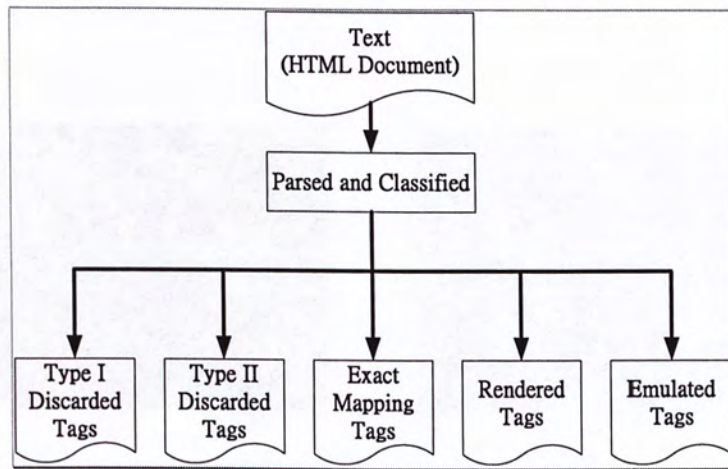 Text
(HTML Document)
Parsed and Classified
Type I
Discarded
Tags
Type II
Discarded
Tags
Exact
Mapping
Tags
Rendered
Tags
Emulated
Tags